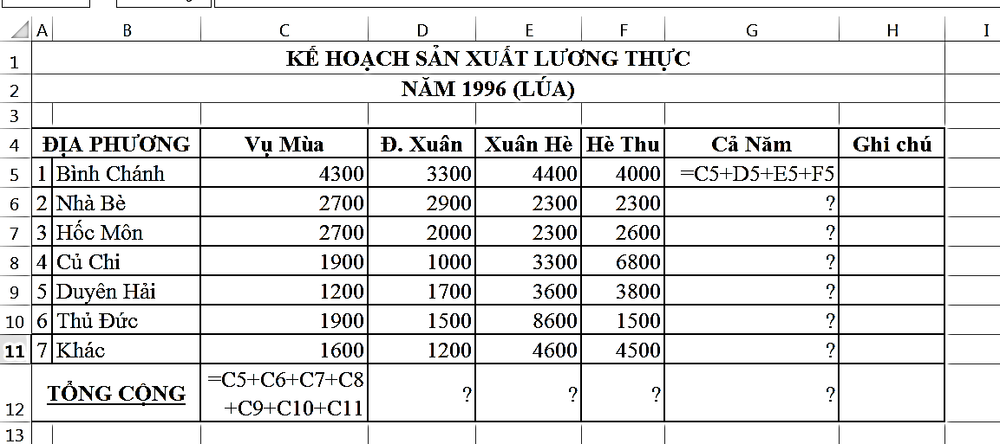 A B C D E F G H I
1 KẾ HOẠCH SẢN XUẤT LƯƠNG THỰC
2 NĂM 1996 (LÚA)
3
4 ĐỊA PHƯƠNG Vụ Mùa Đ. Xuân Xuân Hè Hè Thu Cả Năm Ghi chú
5 1 Bình Chánh 4300 3300 4400 4000 =C5+D5+E5+F5
6 2 Nhà Bè 2700 2900 2300 2300 ?
7 3 Hốc Môn 2700 2000 2300 2600 ?
8 4 Củ Chi 1900 1000 3300 6800 ?
9 5 Duyên Hải 1200 1700 3600 3800 ?
10 6 Thủ Đức 1900 1500 8600 1500 ?
11 7 Khác 1600 1200 4600 4500 ?
12 TỔNG CỘNG =C5+C6+C7+C8 ? ? ? ?
+C9+C10+C11
13